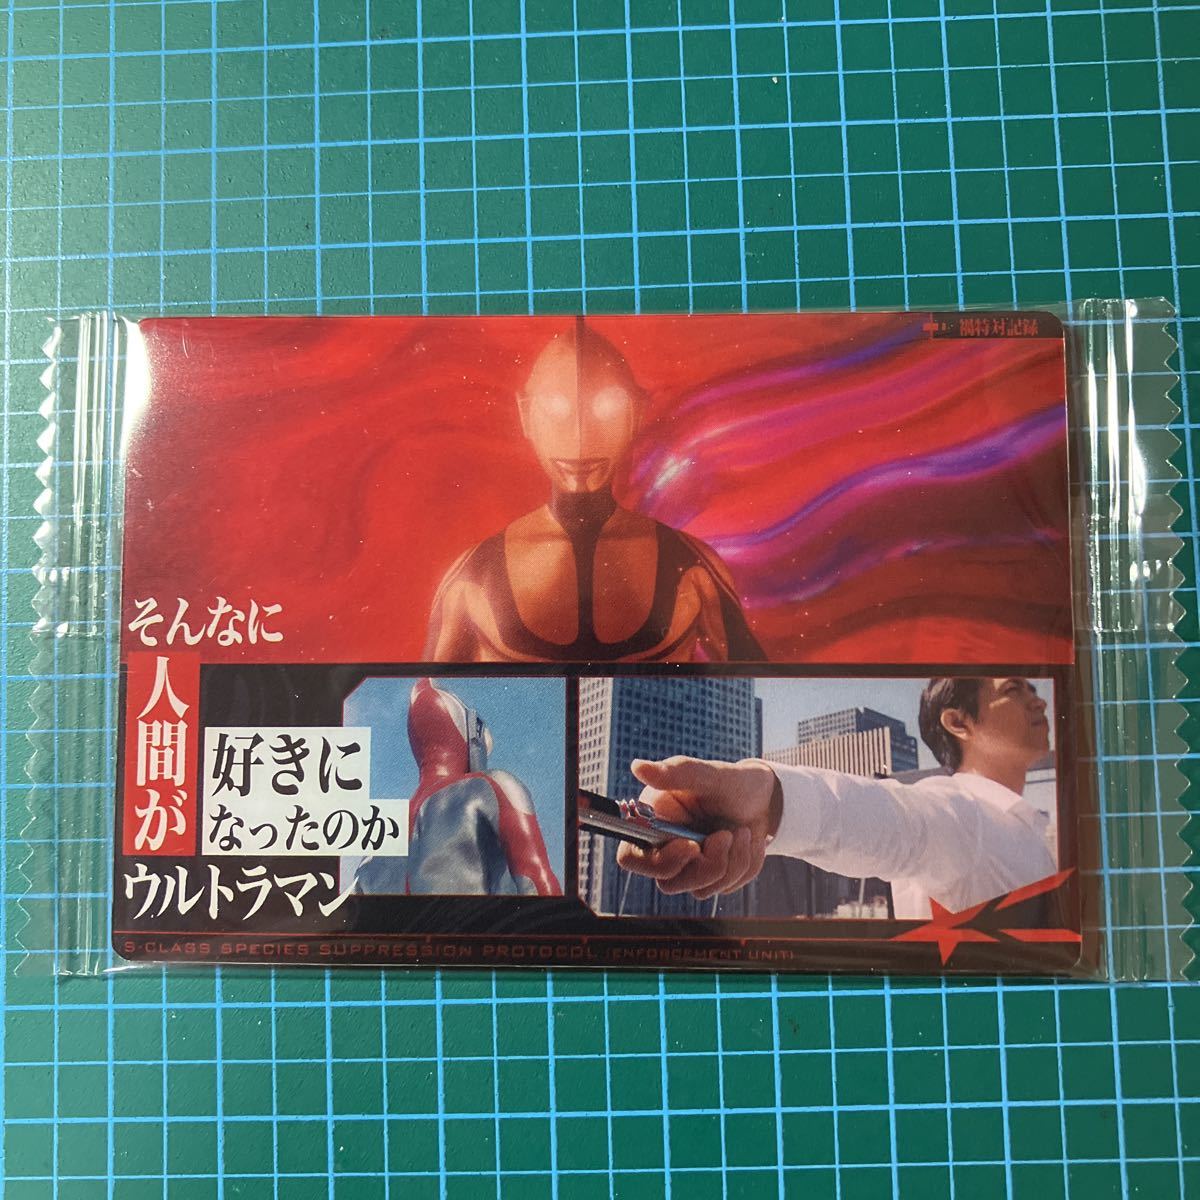 禍特対記録
そんなに
人間が
好きに
なったのか
ウルトラマン
S-CLASS SPECIES SUPPRESSION PROTOCOL (ENFORCEMENT UNIT)